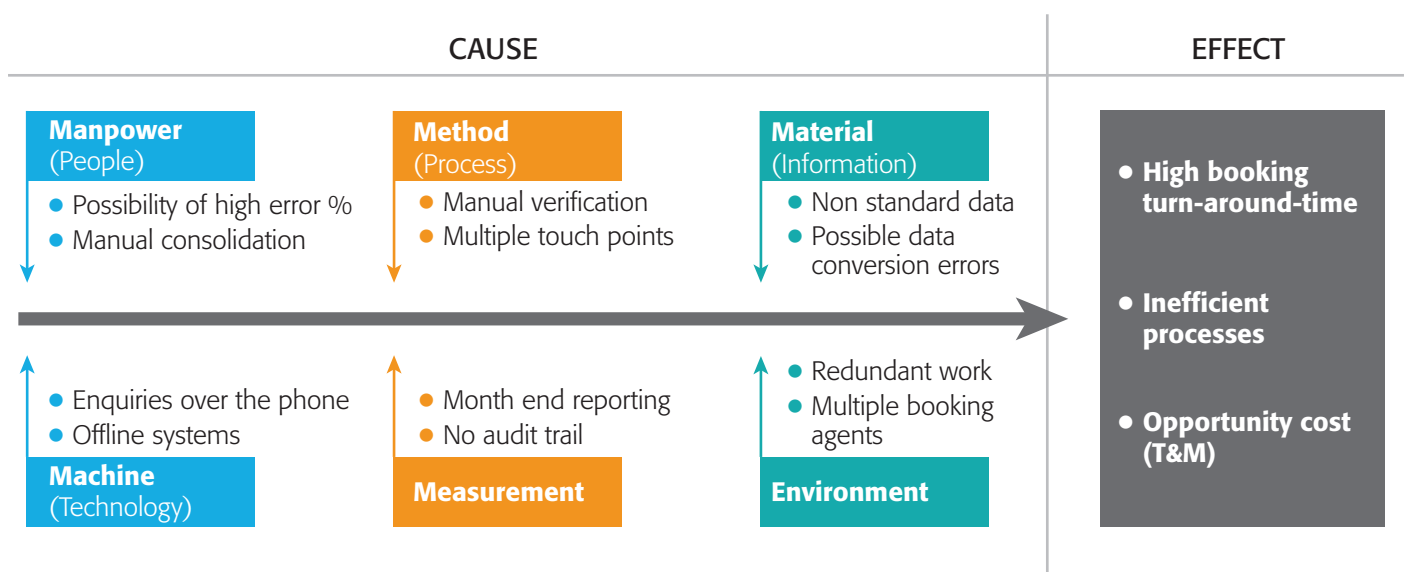 CAUSE
EFFECT
Manpower
(People)
• Possibility of high error %
• Manual consolidation
Method
(Process)
• Manual verification
• Multiple touch points
Material
(Information)
• Non standard data
• Possible data
conversion errors
• Enquiries over the phone
• Offline systems
Machine
(Technology)
• Month end reporting
• No audit trail
Measurement
• Redundant work
• Multiple booking
agents
Environment
• High booking
turn-around-time
• Inefficient
processes
• Opportunity cost
(T&M)